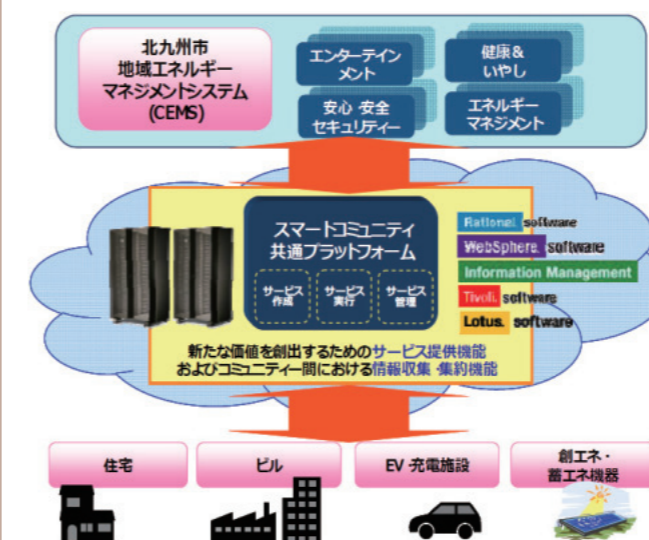 北九州市
地域エネルギー
マネジメントシステム
(CEMS)
エンターテイン
メント
健康&
いやし
安心・安全
セキュリティー
エネルギー
マネジメント
スマートコミュニティ
共通プラットフォーム
サービス
作成
サービス
実行
サービス
管理
Rational. software
WebSphere. software
Information Management
Tivoli. software
Lotus. software
新たな価値を創出するためのサービス提供機能
およびコミュニティー間における情報収集・集約機能
住宅
ビル
EV・充電施設
創エネ・
蓄エネ機器